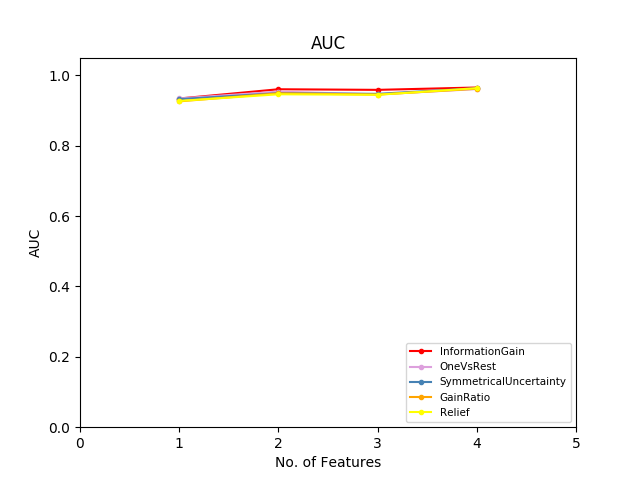 AUC
1.0
0.8
0.6
0.4
0.2
0.0
AUC
0 1 2 3 4 5
No. of Features
InformationGain
OneVsRest
SymmetricalUncertainty
GainRatio
Relief